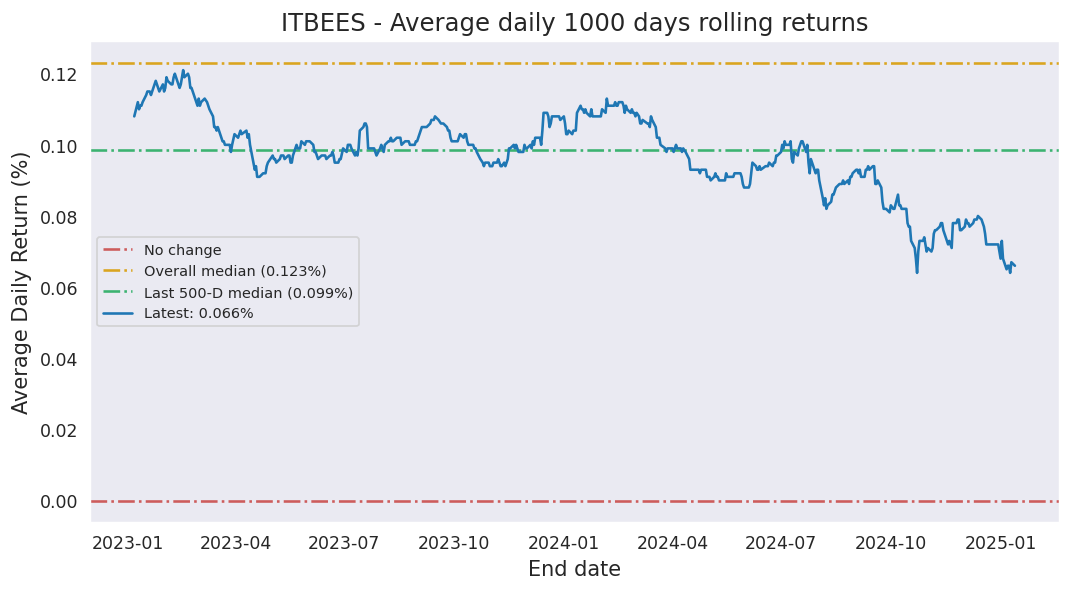 ITBEES - Average daily 1000 days rolling returns
Average Daily Return (%)
0.12
0.10
0.08
0.06
0.04
0.02
0.00
No change
Overall median (0.123%)
Last 500-D median (0.099%)
Latest: 0.066%
2023-01 2023-04 2023-07 2023-10 2024-01 2024-04 2024-07 2024-10 2025-01
End date